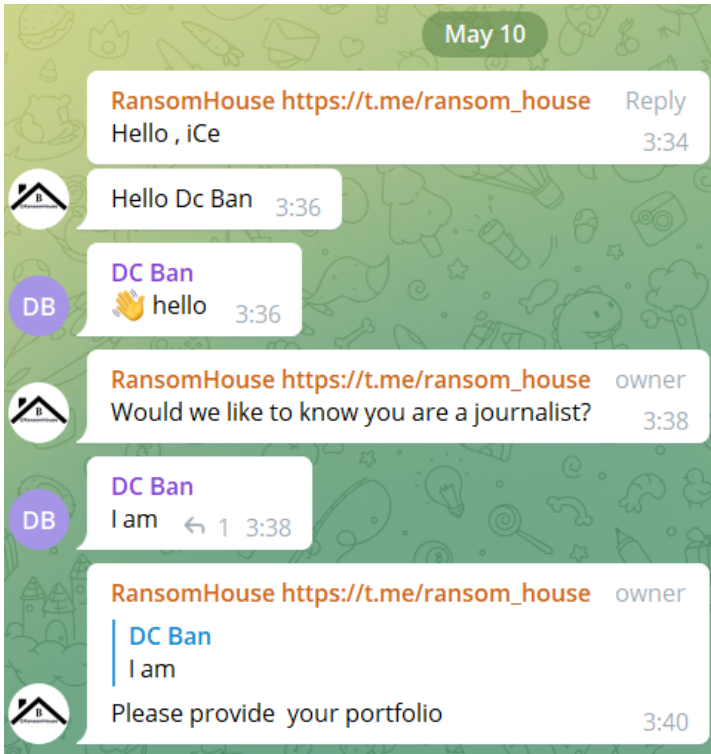 May 10
RansomHouse https://t.me/ransom_house Reply
Hello , iCe
3:34
B
Hello Dc Ban 3:36
DC Ban
DB
👋 hello 3:36
RansomHouse https://t.me/ransom_house owner
B
Would we like to know you are a journalist? 3:38
DC Ban
DB
I am 1 3:38
RansomHouse https://t.me/ransom_house owner
DC Ban
I am
B
Please provide your portfolio 3:40